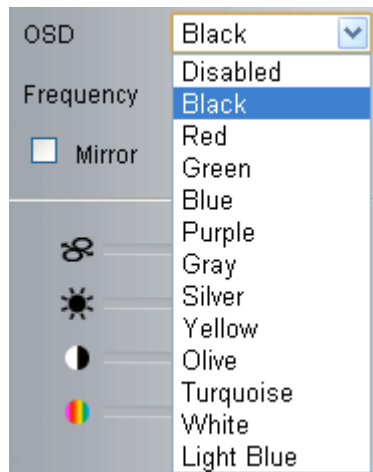 OSD Black
Disabled
Frequency
Black
Red
Mirror
Green
Blue
Purple
Gray
Silver
Yellow
Olive
Turquoise
White
Light Blue